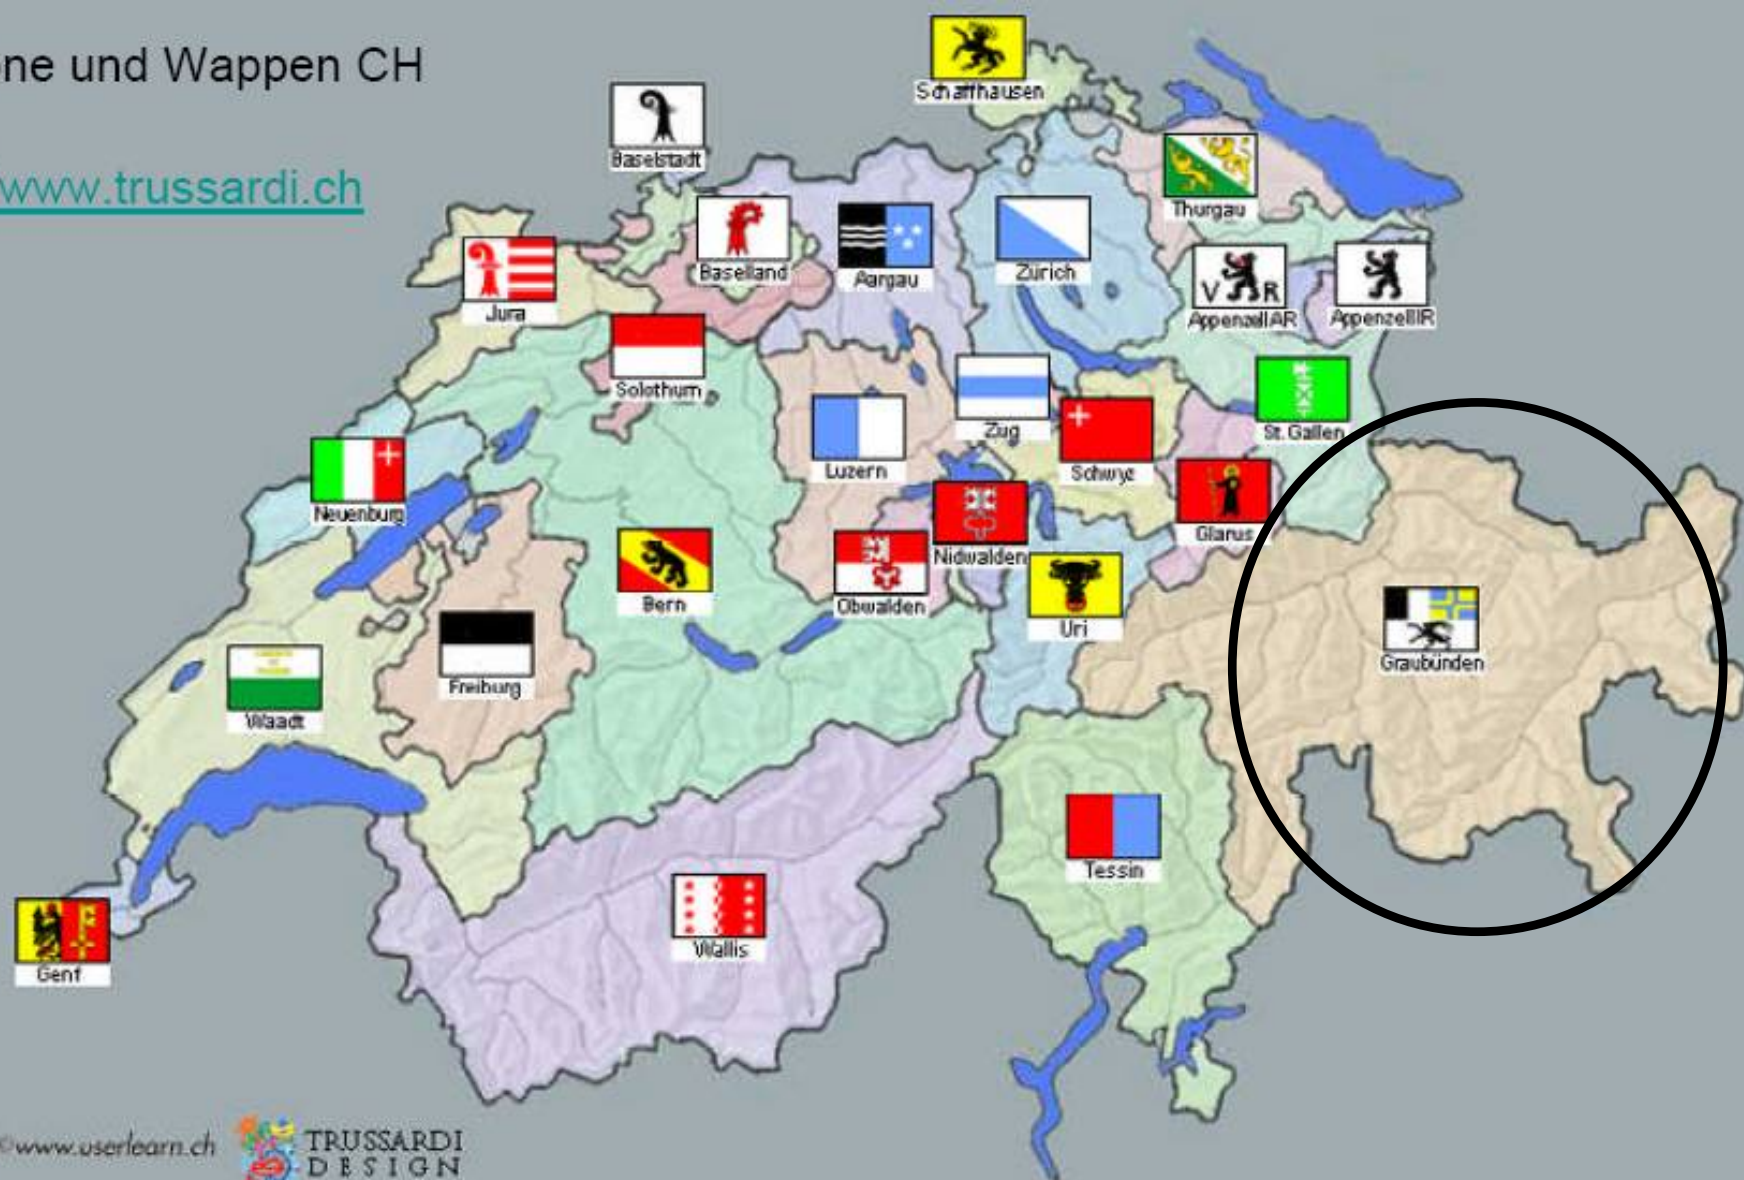 ne und Wappen CH
www.trussardi.ch
Schaffhausen
Baselstadt
Thurgau
Baselland
Aargau
Zürich
Jura
V R
AppenzellAR
AppenzellIR
Solothurn
Zug
St. Gallen
Luzern
Schwyz
Neuenburg
Glarus
Nidwalden
Bern
Obwalden
Uri
Graubünden
Freiburg
Waadt
Tessin
Wallis
Genf
©www.userlearn.ch
TRUSSARDI
DESIGN